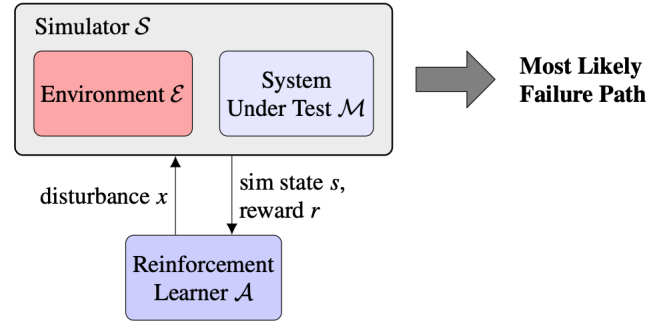 Simulator 𝒮
Environment ℰ
System
Under Test ℳ
Most Likely
Failure Path
disturbance x
sim state s,
reward r
Reinforcement
Learner 𝒜